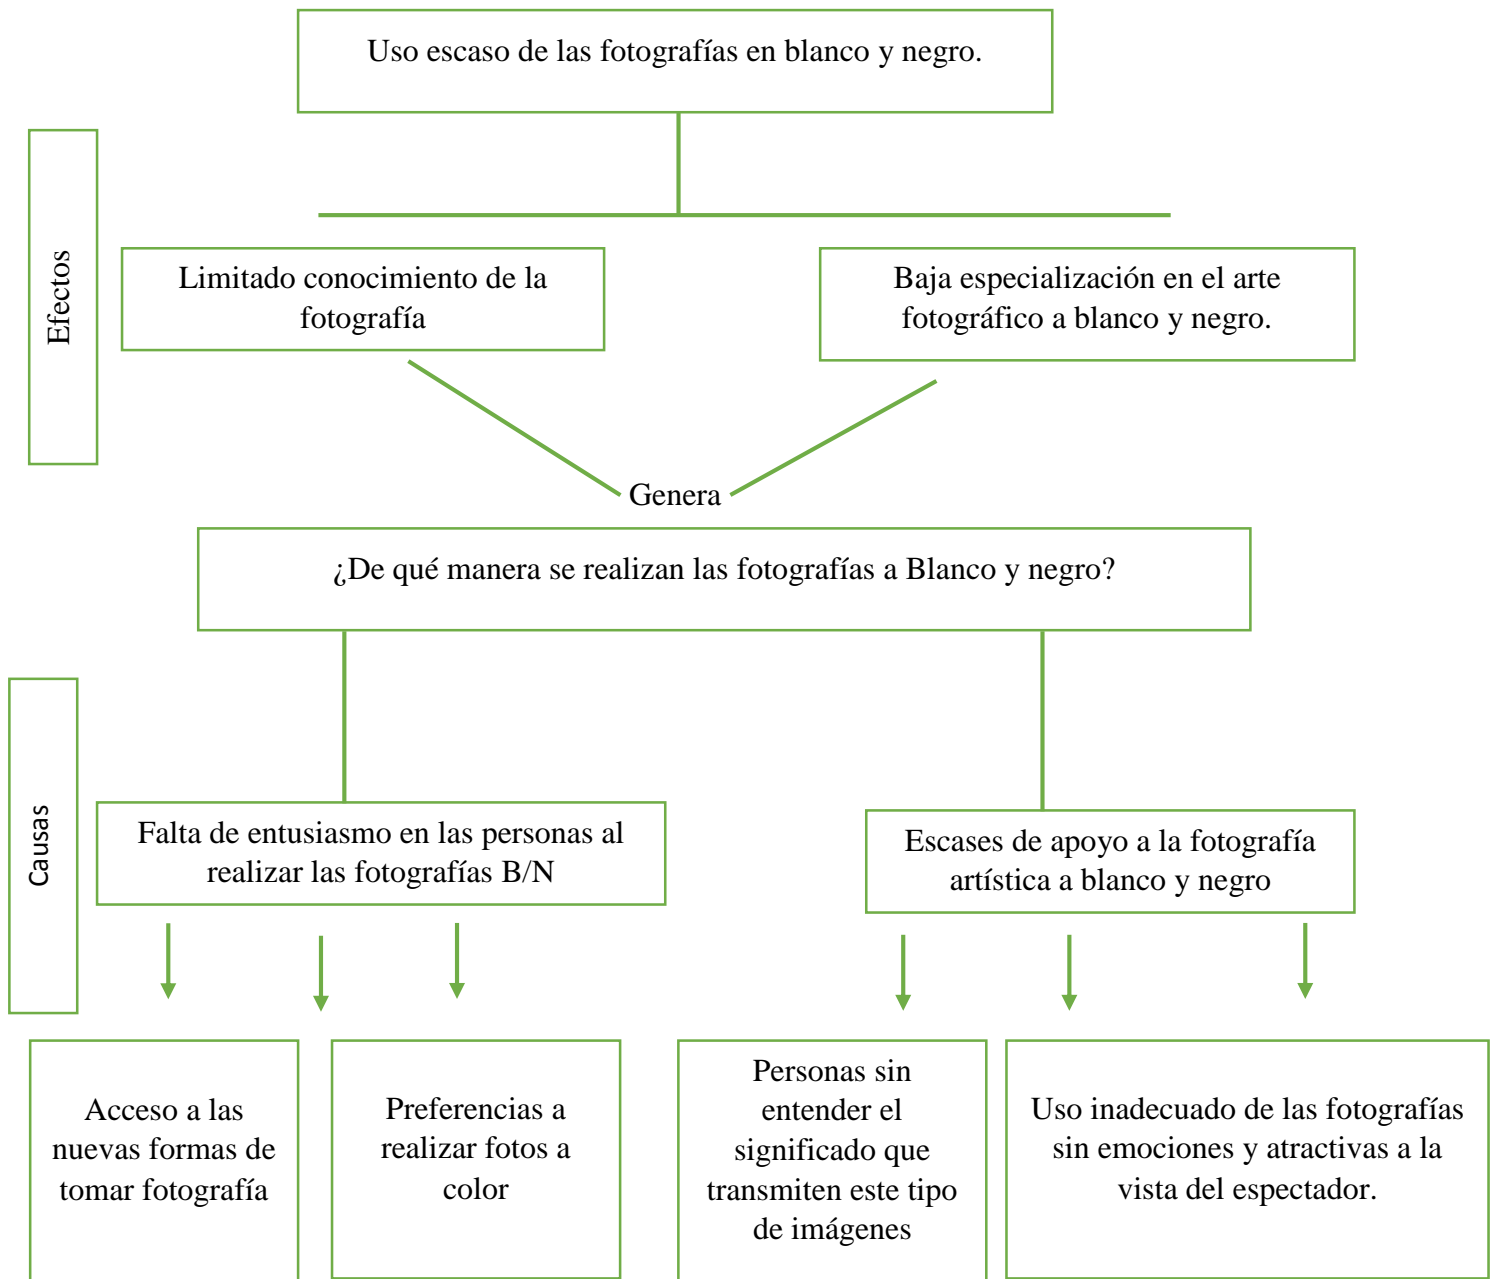 Uso escaso de las fotografías en blanco y negro.
Efectos
Limitado conocimiento de la
fotografía
Baja especialización en el arte
fotográfico a blanco y negro.
Genera
¿De qué manera se realizan las fotografías a Blanco y negro?
Causas
Falta de entusiasmo en las personas al
realizar las fotografías B/N
Escases de apoyo a la fotografía
artística a blanco y negro
Acceso a las
nuevas formas de
tomar fotografía
Preferencias a
realizar fotos a
color
Personas sin
entender el
significado que
transmiten este tipo
de imágenes
Uso inadecuado de las fotografías
sin emociones y atractivas a la
vista del espectador.